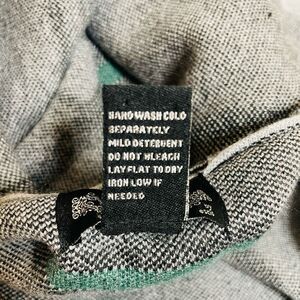 HAND WASH COLD
SEPARATELY
MILD DETERGENT
DO NOT BLEACH
LAY FLAT TO DRY
IRON LOW IF
NEEDED